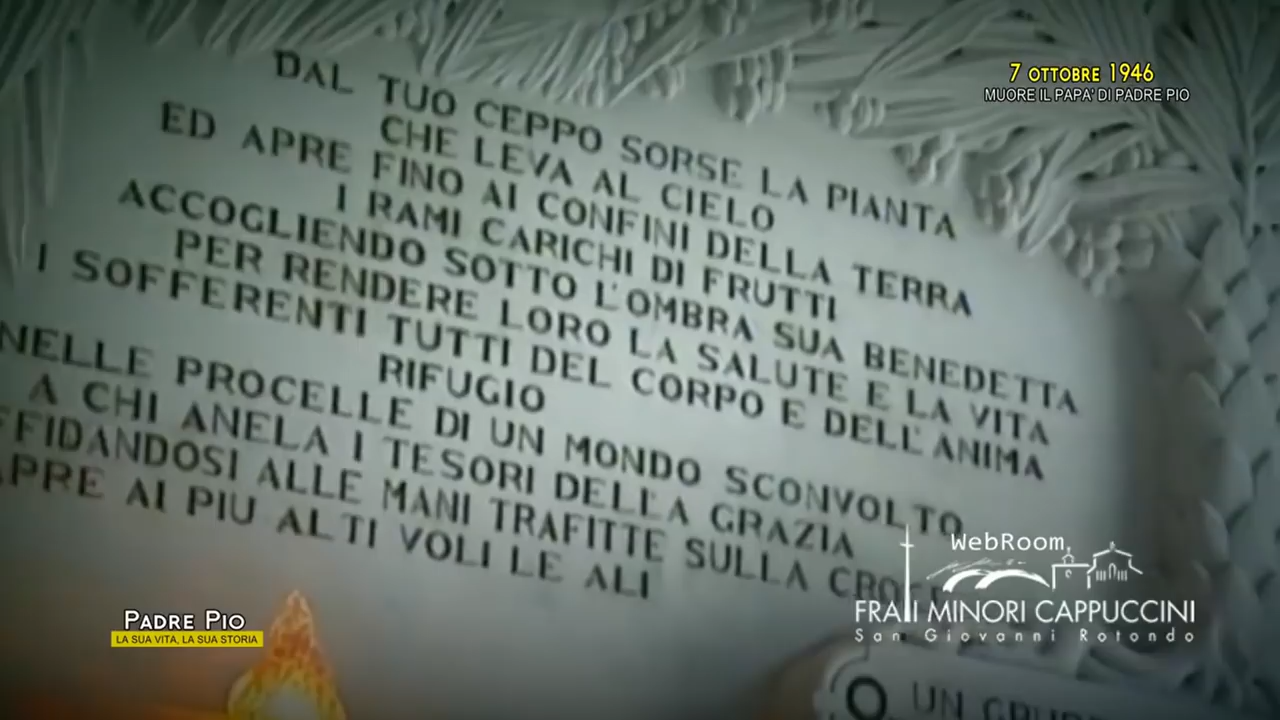 7 OTTOBRE 1946
MUORE IL PAPA' DI PADRE PIO
DAL TUO CEPPO SORSE LA PIANTA
CHE LEVA AL CIELO
ED APRE FINO AI CONFINI DELLA TERRA
I RAMI CARICHI DI FRUTTI
ACCOGLIENDO SOTTO L'OMBRA SUA BENEDETTA
PER RENDERE LORO LA SALUTE E LA VITA
I SOFFERENTI TUTTI DEL CORPO E DELL'ANIMA
RIFUGIO
NELLE PROCELLE DI UN MONDO SCONVOLTO
A CHI ANELA I TESORI DELLA GRAZIA
FFIDANDOSI ALLE MANI TRAFITTE SULLA
APRE AI PIU ALTI VOLI LE ALI
WebRoom
FRATI MINORI CAPPUCCINI
San Giovanni Rotondo
PADRE PIO
LA SUA VITA, LA SUA STORIA
UN